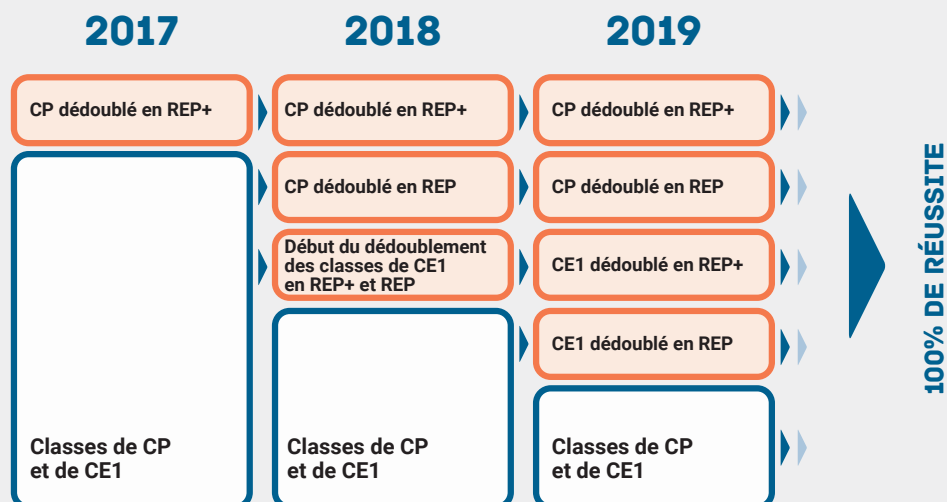 2017
2018
2019
CP dédoublé en REP+
CP dédoublé en REP+
CP dédoublé en REP+
CP dédoublé en REP
CP dédoublé en REP
Début du dédoublement
des classes de CE1
en REP+ et REP
CE1 dédoublé en REP+
CE1 dédoublé en REP
Classes de CP
et de CE1
Classes de CP
et de CE1
Classes de CP
et de CE1
100% DE RÉUSSITE